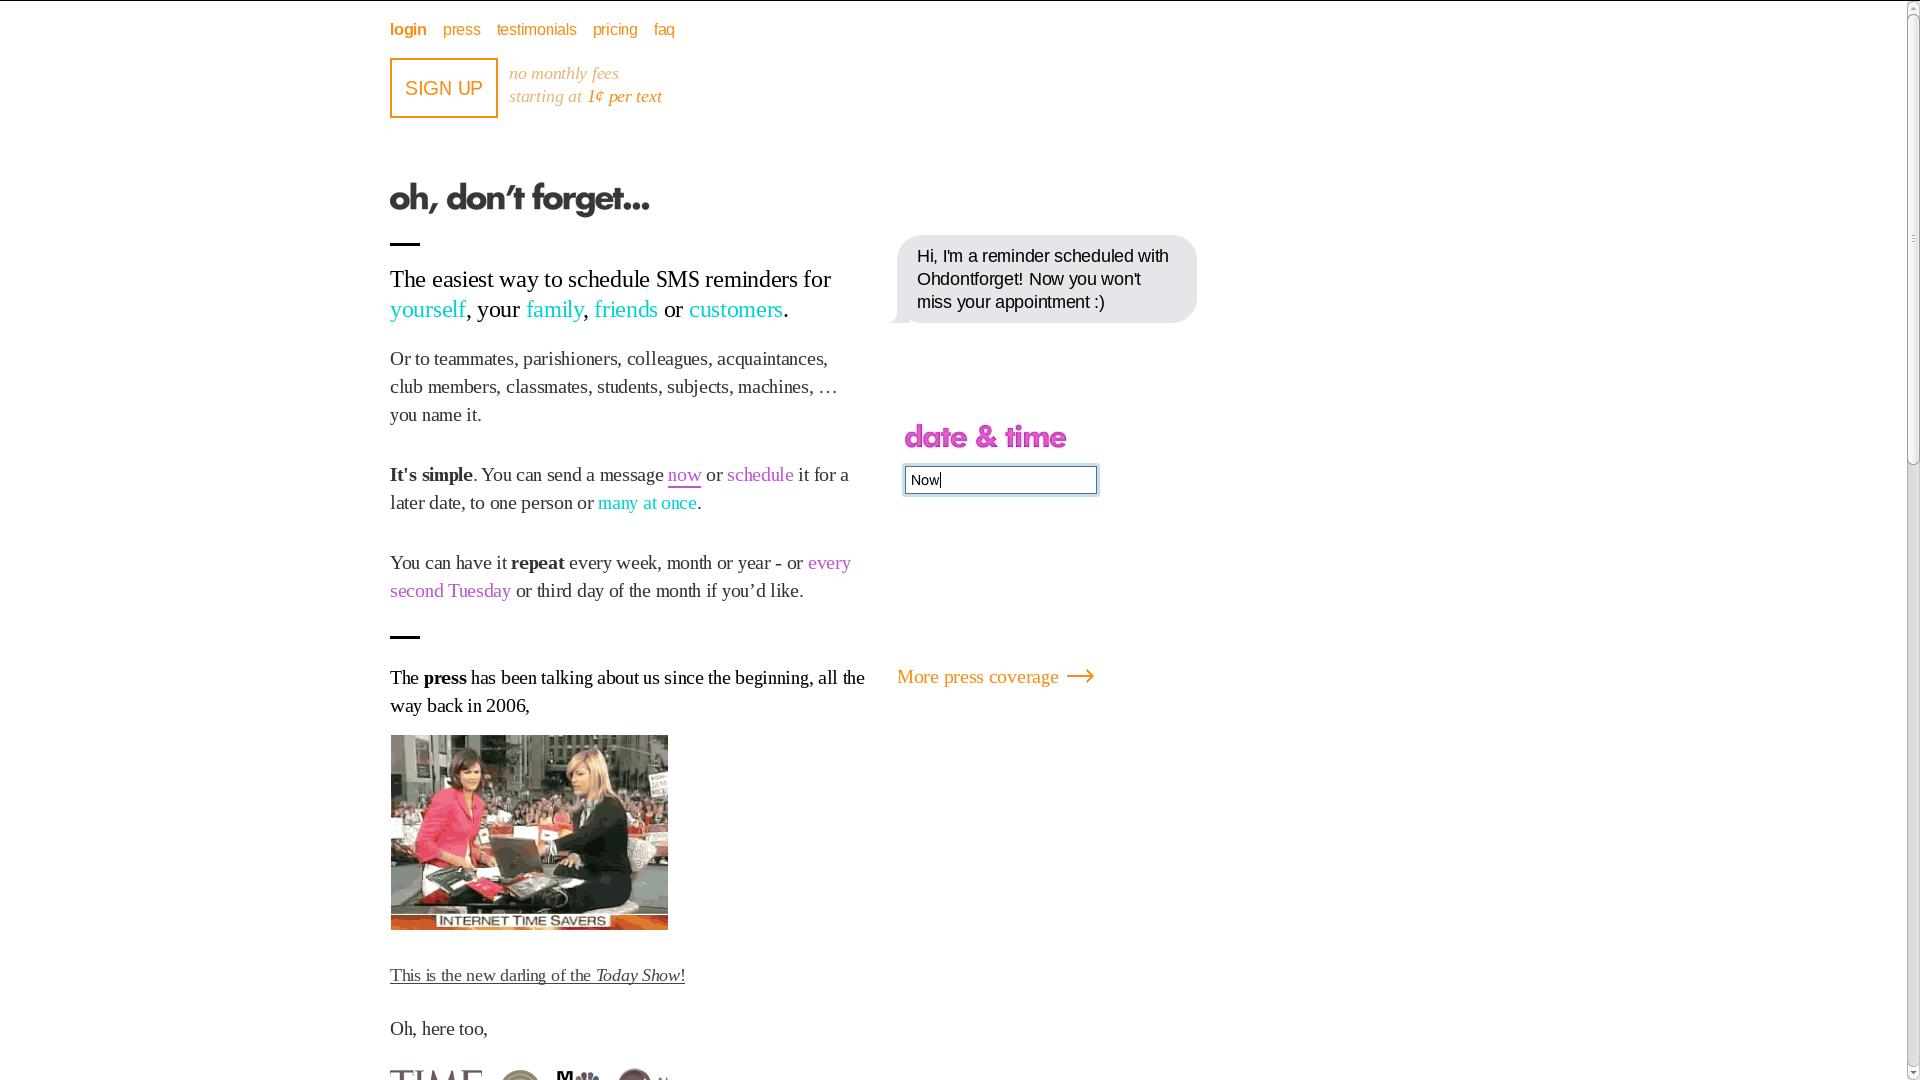 login press testimonials pricing faq
SIGN UP
no monthly fees
starting at 1¢ per text
oh, don't forget...
The easiest way to schedule SMS reminders for
yourself, your family, friends or customers.
Hi, I'm a reminder scheduled with
Ohdontforget! Now you won't
miss your appointment :)
Or to teammates, parishioners, colleagues, acquaintances,
club members, classmates, students, subjects, machines, …
you name it.
date & time
Now
It's simple. You can send a message now or schedule it for a
later date, to one person or many at once.
You can have it repeat every week, month or year - or every
second Tuesday or third day of the month if you’d like.
The press has been talking about us since the beginning, all the
way back in 2006,
More press coverage
INTERNET TIME SAVERS
This is the new darling of the Today Show!
Oh, here too,
TIME